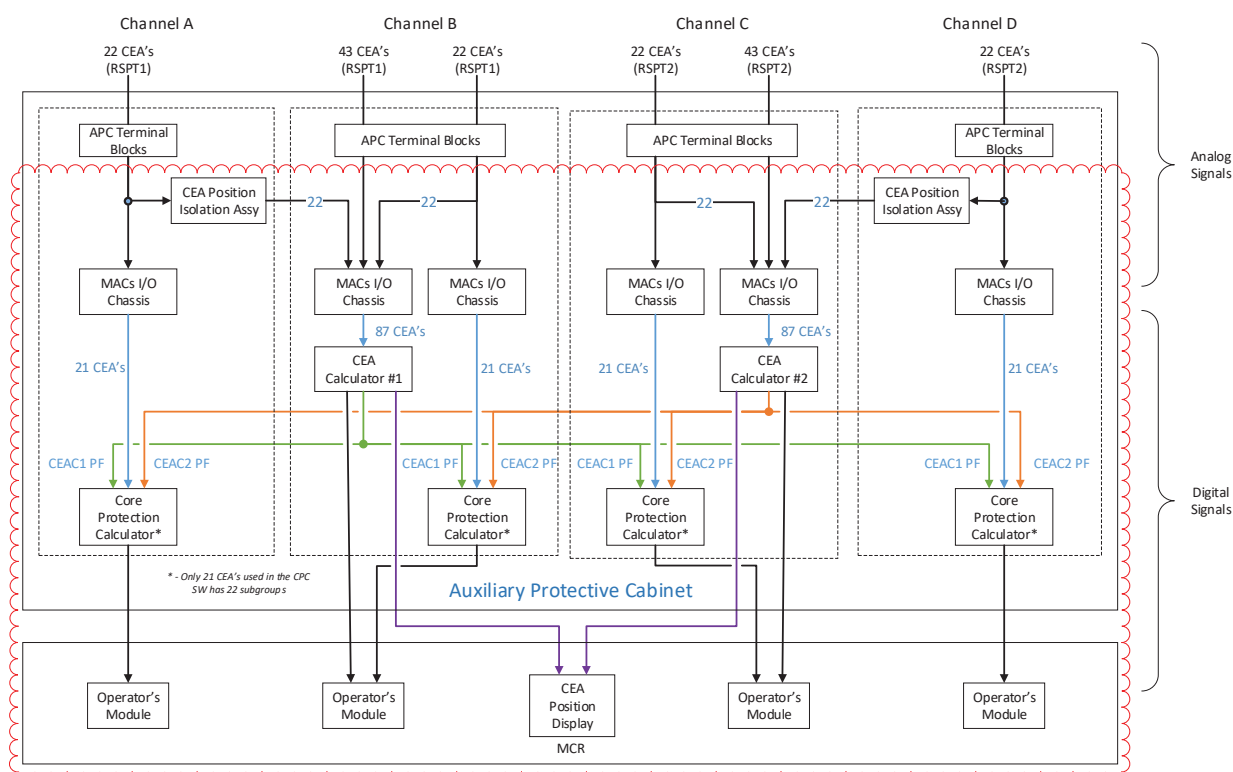 Channel A
Channel B
Channel C
Channel D
22 CEA's
(RSPT1)
43 CEA's
(RSPT1)
22 CEA's
(RSPT1)
22 CEA's
(RSPT2)
43 CEA's
(RSPT2)
22 CEA's
(RSPT2)
APC Terminal
Blocks
APC Terminal Blocks
APC Terminal Blocks
APC Terminal
Blocks
Analog
Signals
CEA Position
Isolation Assy
22
22
22
22
CEA Position
Isolation Assy
MACs I/O
Chassis
MACs I/O
Chassis
MACs I/O
Chassis
MACs I/O
Chassis
MACs I/O
Chassis
MACs I/O
Chassis
87 CEA's
87 CEA's
21 CEA's
CEA
Calculator #1
21 CEA's
21 CEA's
CEA
Calculator #2
21 CEA's
CEAC1 PF
CEAC2 PF
CEAC1 PF
CEAC2 PF
CEAC1 PF
CEAC2 PF
CEAC1 PF
CEAC2 PF
Core
Protection
Calculator*
Core
Protection
Calculator*
Core
Protection
Calculator*
Core
Protection
Calculator*
Digital
Signals
* - Only 21 CEA's used in the CPC
SW has 22 subgroups
Auxiliary Protective Cabinet
Operator's
Module
Operator's
Module
CEA
Position
Display
Operator's
Module
Operator's
Module
MCR